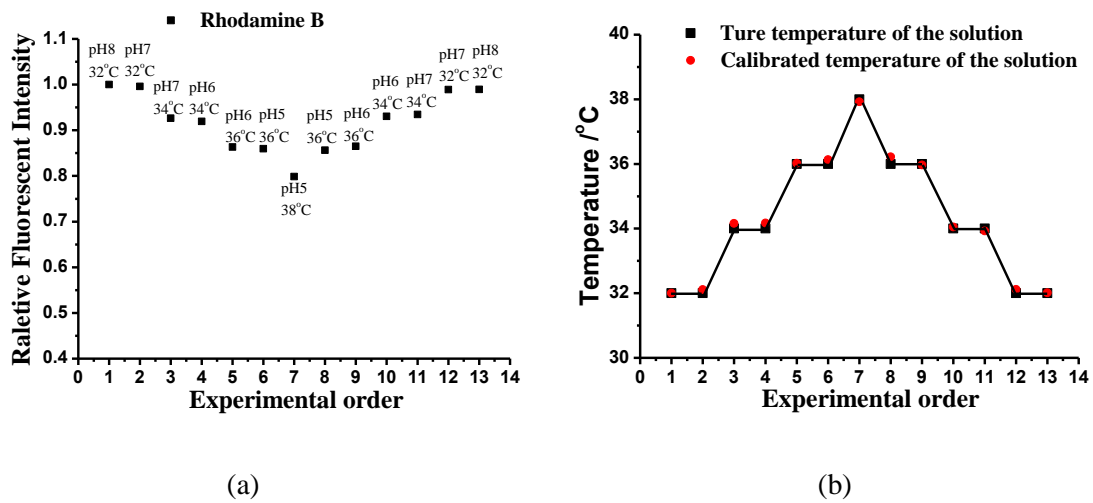 Rhodamine B
Raletive Fluorescent Intensity
1.1
1.0
0.9
0.8
0.7
0.6
0.5
0.4
pH8
32°C
pH7
32°C
pH7
34°C
pH6
34°C
pH6
36°C
pH5
36°C
pH5
38°C
pH5
36°C
pH6
36°C
pH6
34°C
pH7
34°C
pH7
32°C
pH8
32°C
0 1 2 3 4 5 6 7 8 9 10 11 12 13 14
Experimental order
(a)
Ture temperature of the solution
Calibrated temperature of the solution
Temperature /°C
40
38
36
34
32
30
0 1 2 3 4 5 6 7 8 9 10 11 12 13 14
Experimental order
(b)